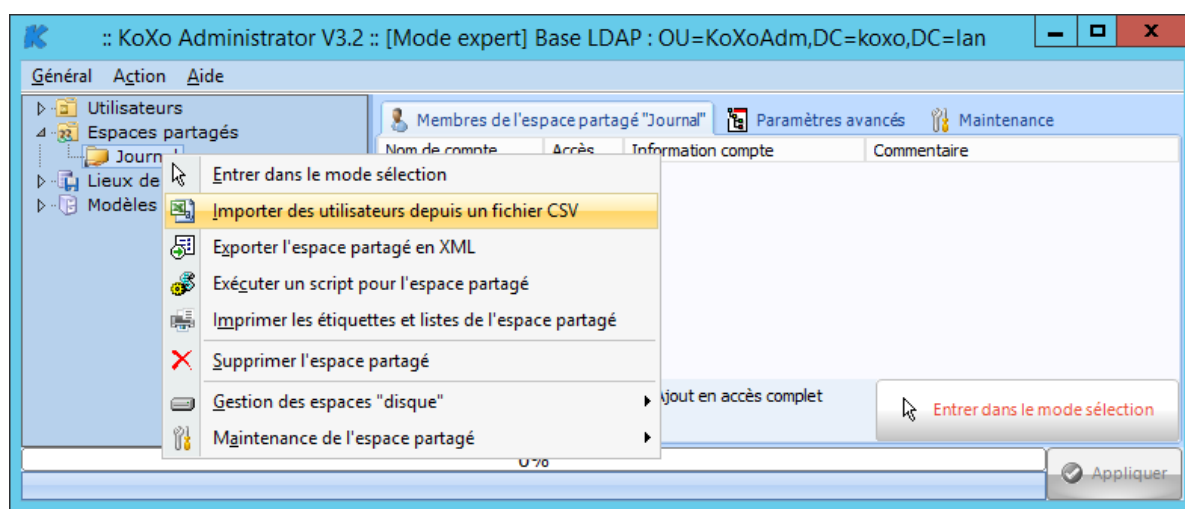 :: KoXo Administrator V3.2 :: [Mode expert] Base LDAP : OU=KoXoAdm,DC=koxo,DC=lan
Général Action Aide
Utilisateurs
Espaces partagés
Journal
Lieux de
Modèles
Membres de l'espace partagé "Journal" Paramètres avancés Maintenance
Nom de compte Accès Information compte Commentaire
Entrer dans le mode sélection
Importer des utilisateurs depuis un fichier CSV
Exporter l'espace partagé en XML
Exécuter un script pour l'espace partagé
Imprimer les étiquettes et listes de l'espace partagé
Supprimer l'espace partagé
Gestion des espaces "disque"
Maintenance de l'espace partagé
Ajout en accès complet
Entrer dans le mode sélection
0%
Appliquer